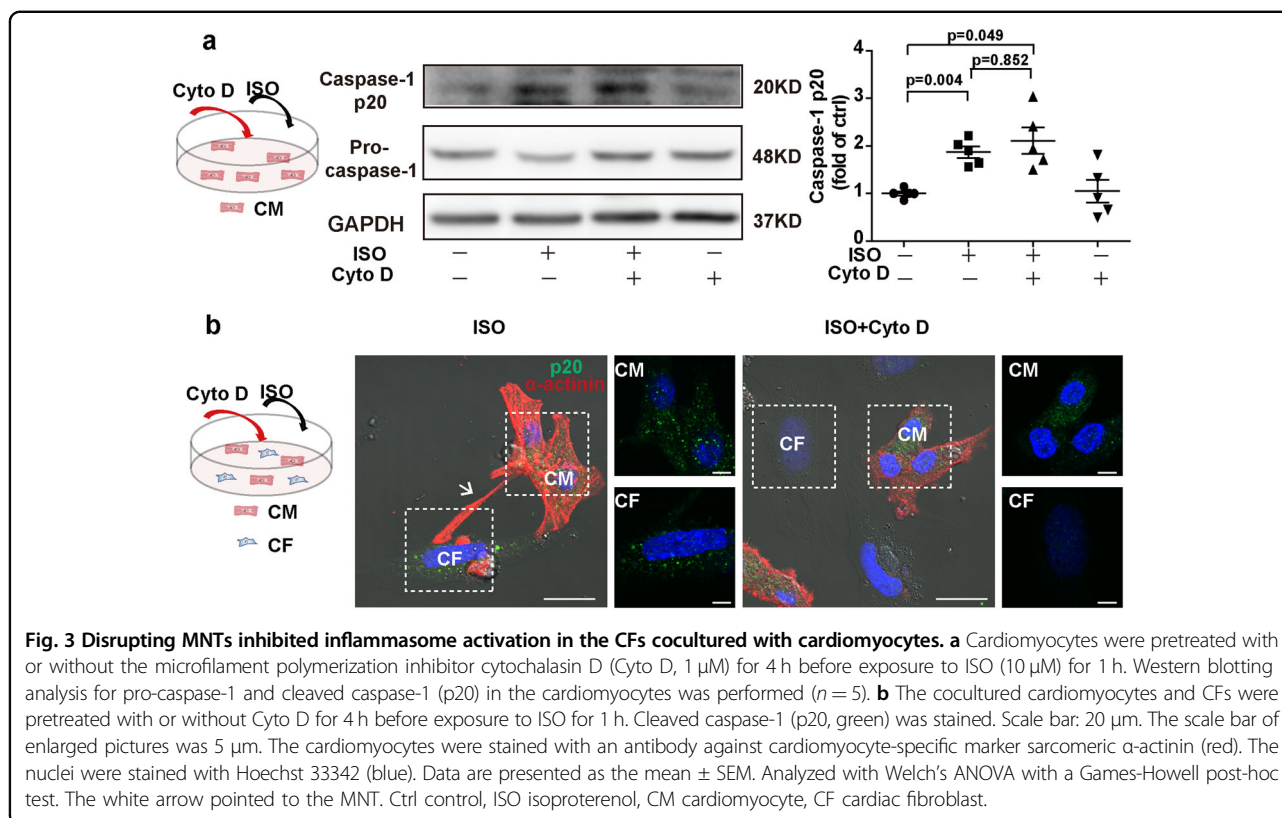 a
Cyto D ISO
CM
Caspase-1
p20
20KD
Pro-
caspase-1
48KD
GAPDH
37KD
ISO − + + −
Cyto D − − + +
p=0.049
p=0.852
p=0.004
Caspase-1 p20
(fold of ctrl)
4
3
2
1
0
ISO − + + −
Cyto D − − + +
b
ISO
ISO+Cyto D
Cyto D ISO
CM
CF
p20
α-actinin
CM
CF
CM
CF
CF
CM
CM
CF
Fig. 3 Disrupting MNTs inhibited inflammasome activation in the CFs cocultured with cardiomyocytes. a Cardiomyocytes were pretreated with
or without the microfilament polymerization inhibitor cytochalasin D (Cyto D, 1 μM) for 4 h before exposure to ISO (10 μM) for 1 h. Western blotting
analysis for pro-caspase-1 and cleaved caspase-1 (p20) in the cardiomyocytes was performed (n = 5). b The cocultured cardiomyocytes and CFs were
pretreated with or without Cyto D for 4 h before exposure to ISO for 1 h. Cleaved caspase-1 (p20, green) was stained. Scale bar: 20 μm. The scale bar of
enlarged pictures was 5 μm. The cardiomyocytes were stained with an antibody against cardiomyocyte-specific marker sarcomeric α-actinin (red). The
nuclei were stained with Hoechst 33342 (blue). Data are presented as the mean ± SEM. Analyzed with Welch's ANOVA with a Games-Howell post-hoc
test. The white arrow pointed to the MNT. Ctrl control, ISO isoproterenol, CM cardiomyocyte, CF cardiac fibroblast.